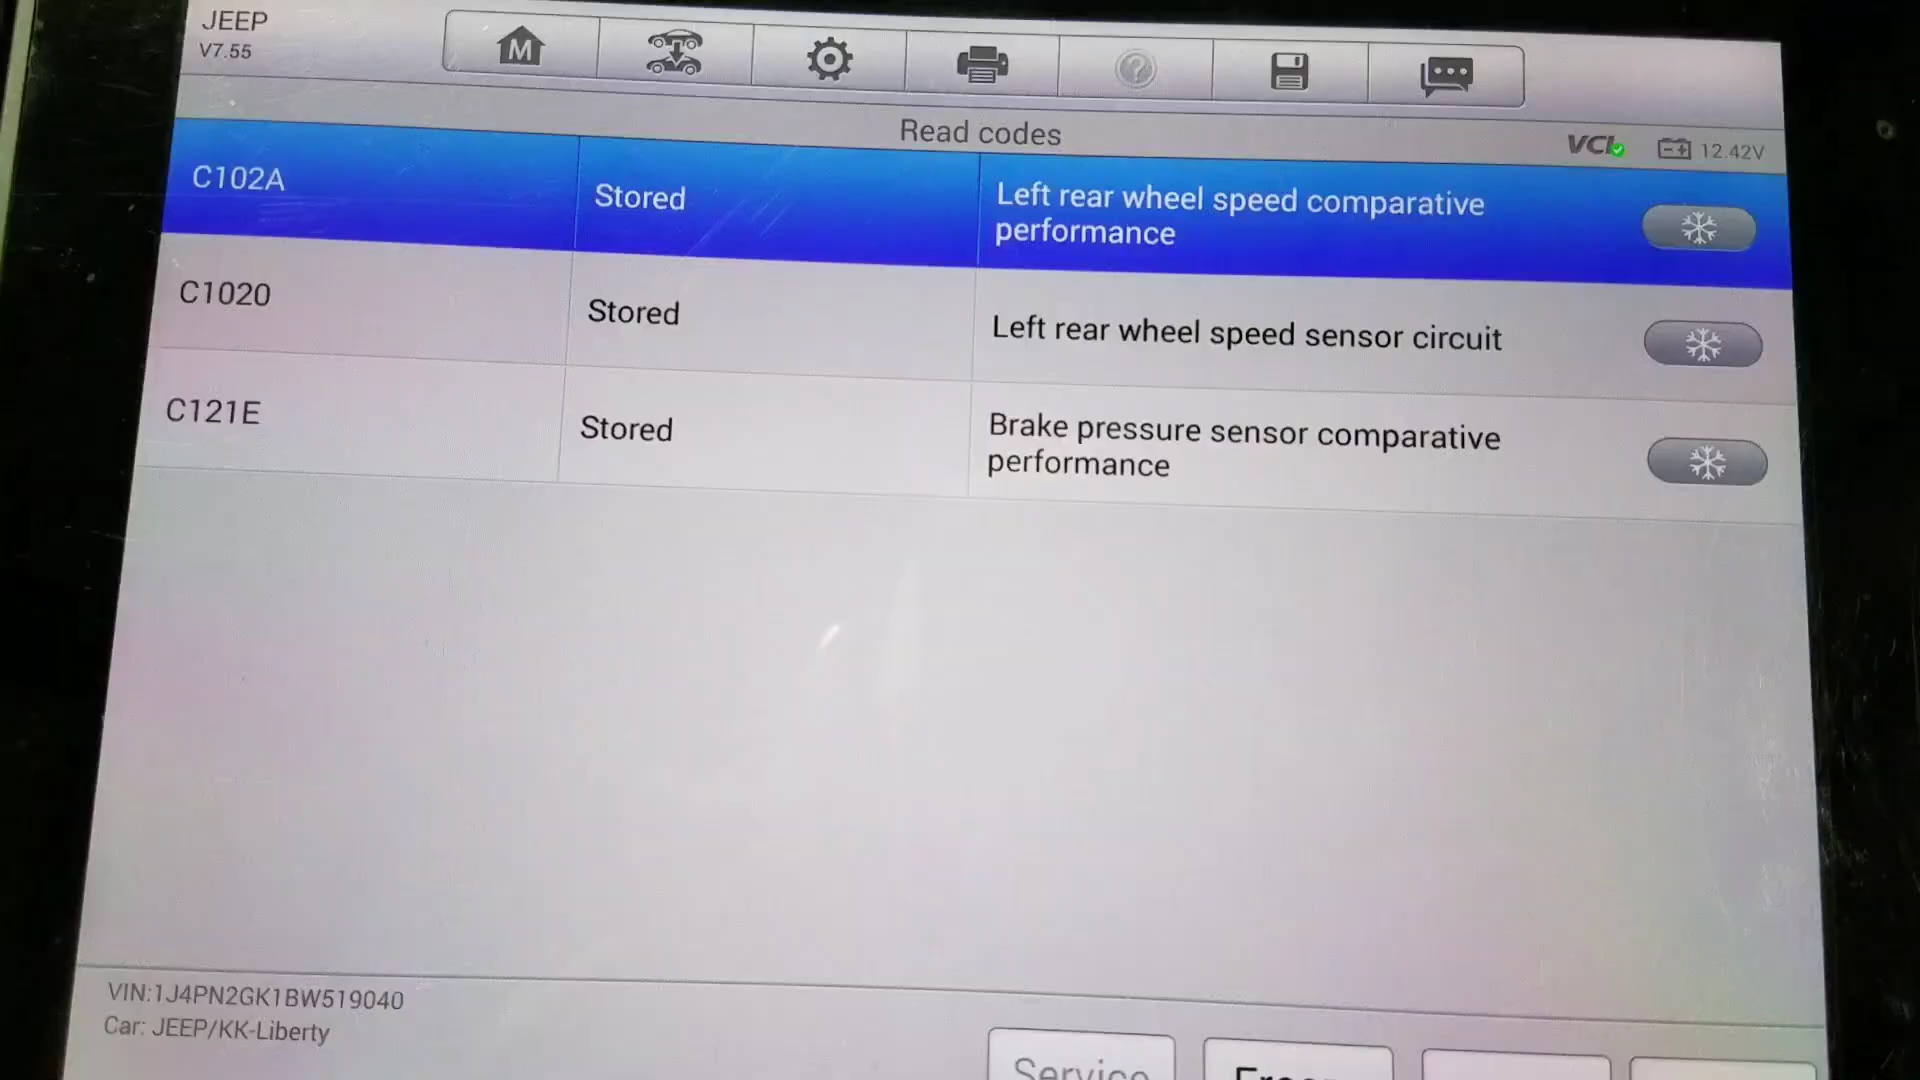 JEEP
V7.55
M
Read codes
VCI
12.42V
C102A
Stored
Left rear wheel speed comparative
performance
C1020
Stored
Left rear wheel speed sensor circuit
C121E
Stored
Brake pressure sensor comparative
performance
VIN:1J4PN2GK1BW519040
Car: JEEP/KK-Liberty
Service